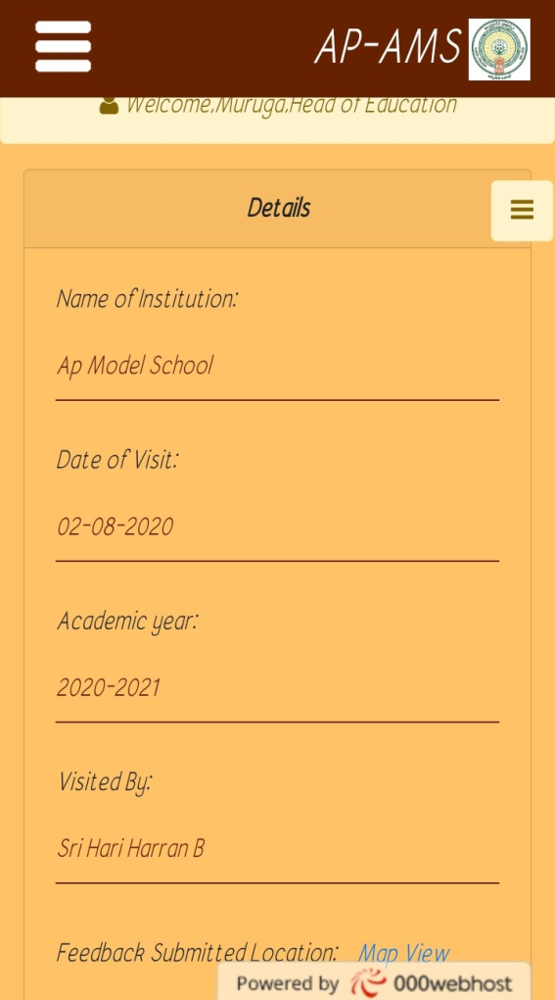 AP-AMS
Welcome,Muruga,Head of Education
Details
Name of Institution:
Ap Model School
Date of Visit:
02-08-2020
Academic year:
2020-2021
Visited By:
Sri Hari Harran B
Feedback Submitted Location: Map View
Powered by 000webhost